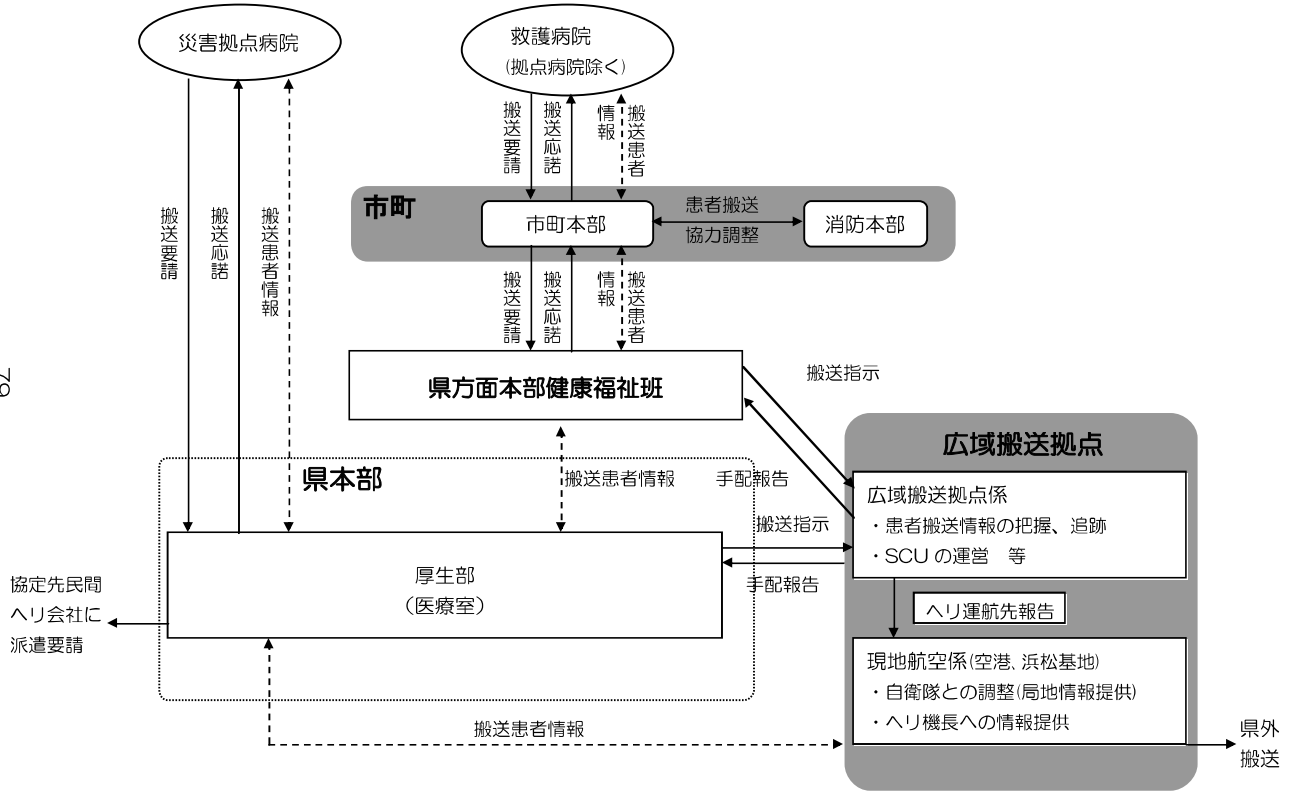 災害拠点病院
救護病院
(拠点病院除く)
搬送要請
搬送応諾
搬送患者情報
搬送要請
搬送応諾
搬送患者
情報
市町
市町本部
患者搬送
協力調整
消防本部
搬送要請
搬送応諾
搬送患者
情報
県方面本部健康福祉班
搬送指示
手配報告
79
県本部
搬送患者情報
搬送指示
手配報告
厚生部
(医療室)
協定先民間
ヘリ会社に
派遣要請
搬送患者情報
広域搬送拠点
広域搬送拠点係
・患者搬送情報の把握、追跡
・SCU の運営 等
ヘリ運航先報告
現地航空係(空港、浜松基地)
・自衛隊との調整(局地情報提供)
・ヘリ機長への情報提供
県外
搬送